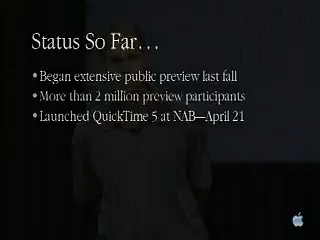 Status So Far...
• Began extensive public preview last fall
• More than 2 million preview participants
• Launched QuickTime 5 at NAB—April 21